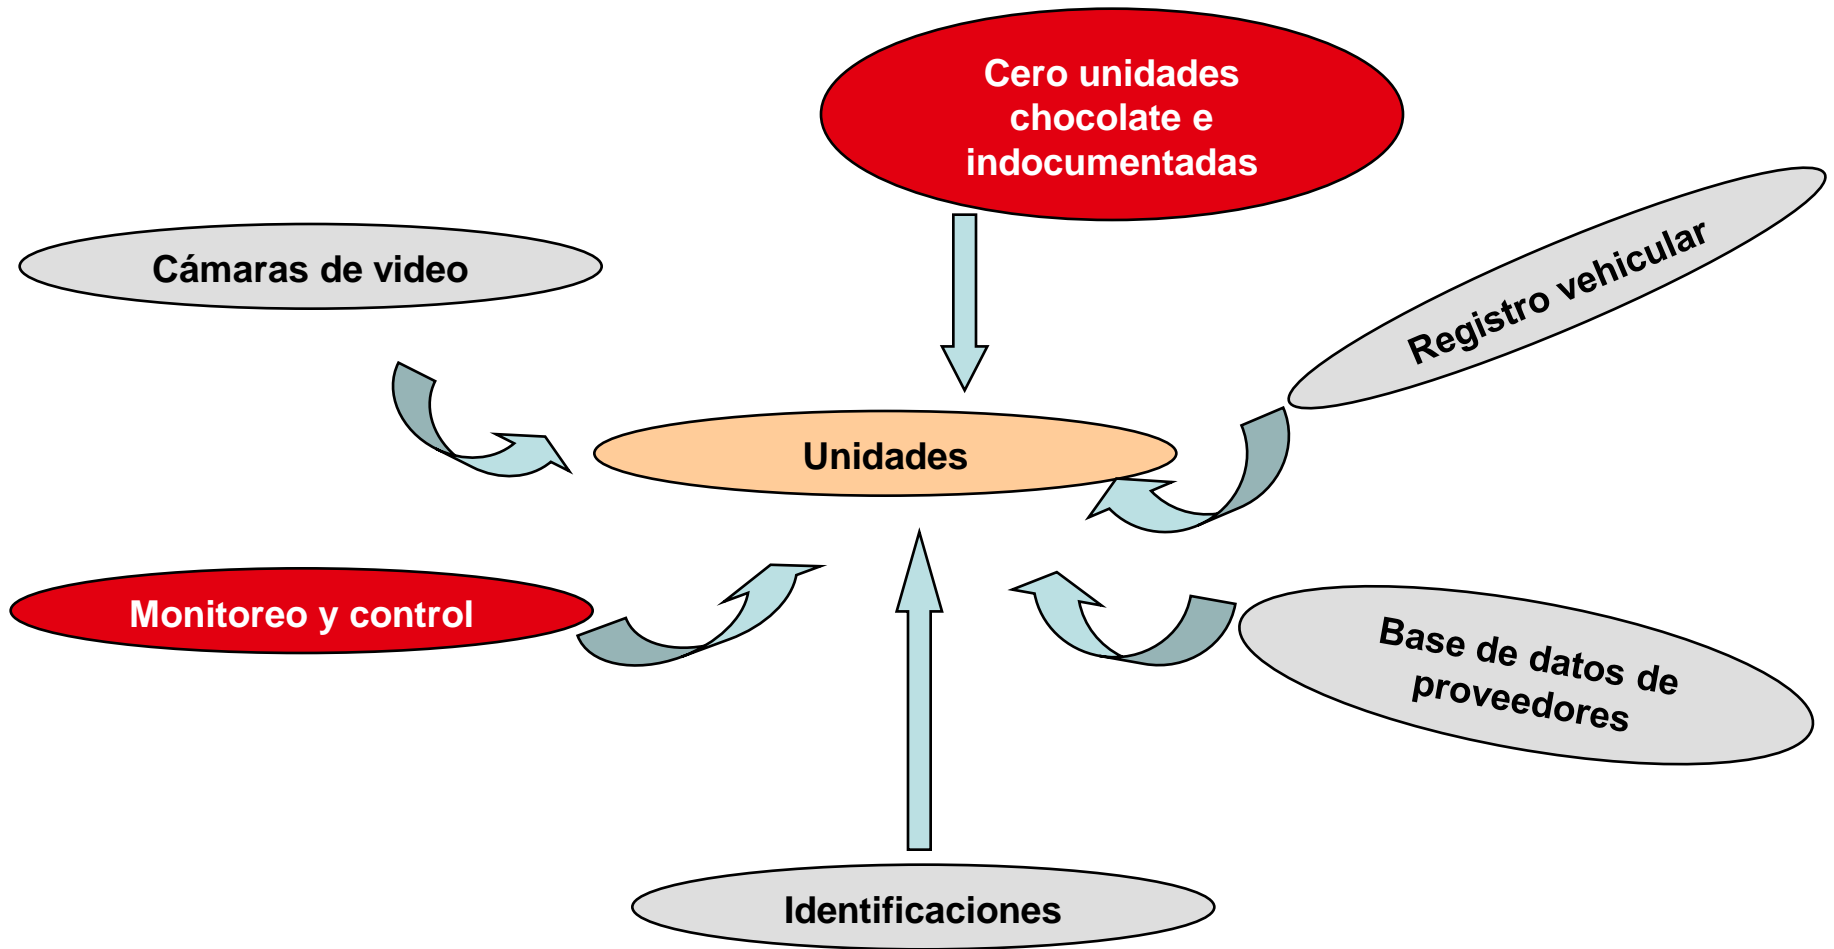 Cero unidades
chocolate e
indocumentadas
Cámaras de video
Registro vehicular
Unidades
Monitoreo y control
Base de datos de
proveedores
Identificaciones